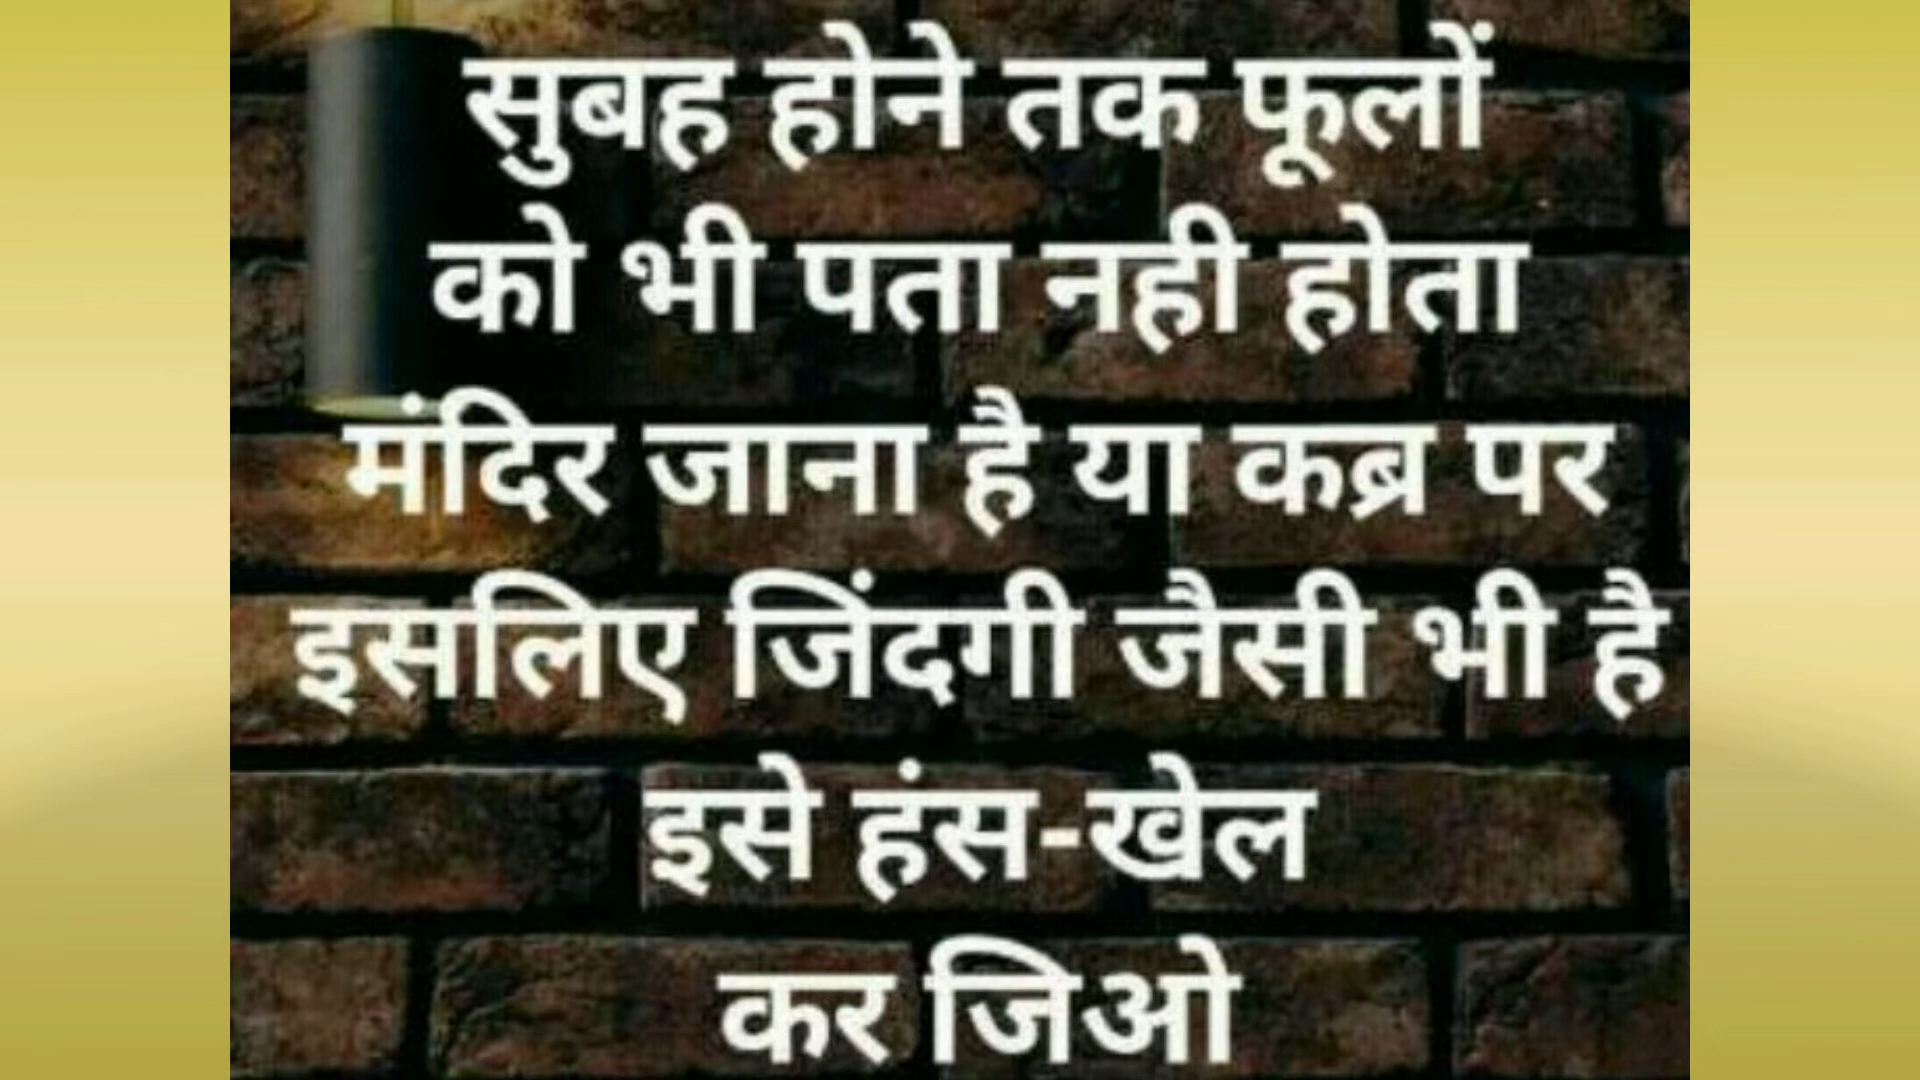 सुबह होने तक फूलों
को भी पता नही होता
मंदिर जाना है या कब्र पर
इसलिए जिंदगी जैसी भी है
इसे हंस-खेल
कर जिओ